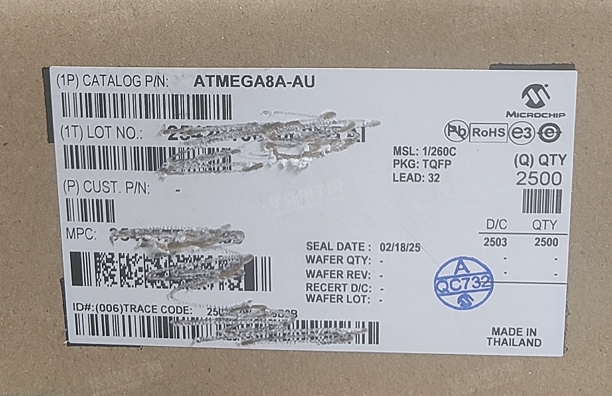 (1P) CATALOG P/N: ATMEGA8A-AU
MICROCHIP
(1T) LOT NO.:
Pb RoHS e3 e
MSL: 1/260C
PKG: TQFP
LEAD: 32
(Q) QTY
2500
(P) CUST. P/N: -
MPC:
D/C QTY
2503 2500
- -
- -
SEAL DATE : 02/18/25
WAFER QTY: -
WAFER REV: -
RECERT D/C: -
WAFER LOT: -
A
QC732
ID#:(006)TRACE CODE:
MADE IN
THAILAND